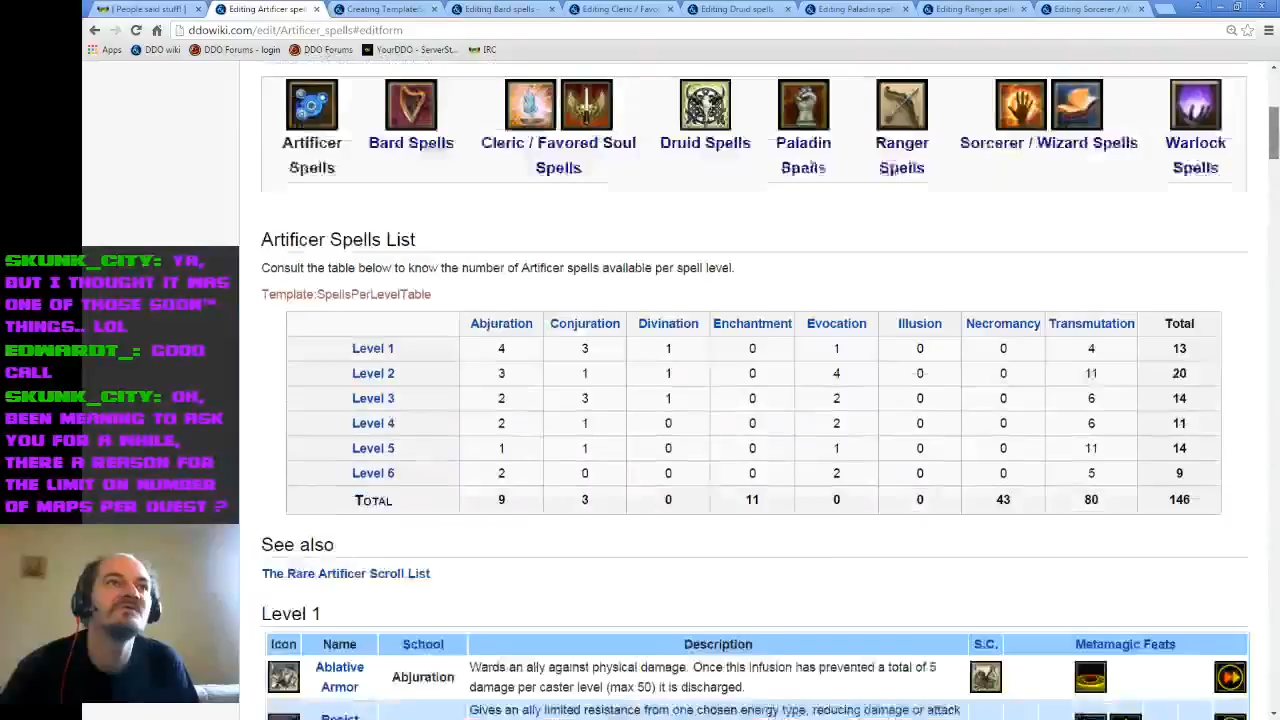 [ People said stuff! ]
Editing Artificer spells
Creating Template:S
Editing Bard spells -
Editing Cleric / Favo
Editing Druid spells
Editing Paladin spell
Editing Ranger spells
Editing Sorcerer / W
ddowiki.com/edit/Artificer_spells#editform
Apps DDO wiki DDO Forums DDO Forums YourDDO - ServerSt... IRC
Artificer Spells
Bard Spells
Cleric / Favored Soul Spells
Druid Spells
Paladin Spells
Ranger Spells
Sorcerer / Wizard Spells
Warlock Spells
Artificer Spells List
Consult the table below to know the number of Artificer spells available per spell level.
Template:SpellsPerLevelTable
Abjuration Conjuration Divination Enchantment Evocation Illusion Necromancy Transmutation Total
Level 1 4 3 1 0 1 0 0 4 13
Level 2 3 1 1 0 4 0 0 11 20
Level 3 2 3 1 0 2 0 0 6 14
Level 4 2 1 0 0 2 0 0 6 11
Level 5 1 1 0 0 1 0 0 11 14
Level 6 2 0 0 0 2 0 0 5 9
Total 9 3 0 11 0 0 43 80 146
See also
The Rare Artificer Scroll List
Level 1
Icon Name School Description S.C. Metamagic Feats
Ablative Armor
Abjuration
Wards an ally against physical damage. Once this infusion has prevented a total of 5
damage per caster level (max 50) it is discharged.
Resist
Gives an ally limited resistance from one chosen energy type, reducing damage or attack
SKUNK_CITY: YA,
BUT I THOUGHT IT WAS
ONE OF THOSE SOON™
THINGS.. LOL
EDWARDT_: GOOD
CALL
SKUNK_CITY: OH,
BEEN MEANING TO ASK
YOU FOR A WHILE,
THERE A REASON FOR
THE LIMIT ON NUMBER
OF MAPS PER QUEST ?